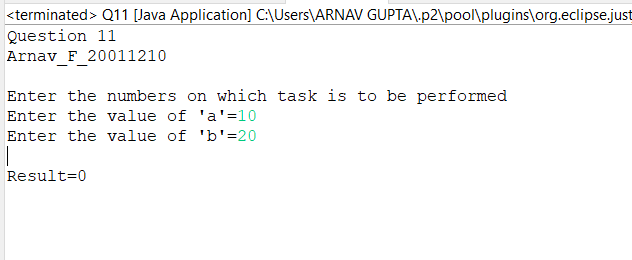 <terminated> Q11 [Java Application] C:\Users\ARNAV GUPTA\.p2\pool\plugins\org.eclipse.just
Question 11
Arnav_F_20011210
Enter the numbers on which task is to be performed
Enter the value of 'a'=10
Enter the value of 'b'=20
Result=0